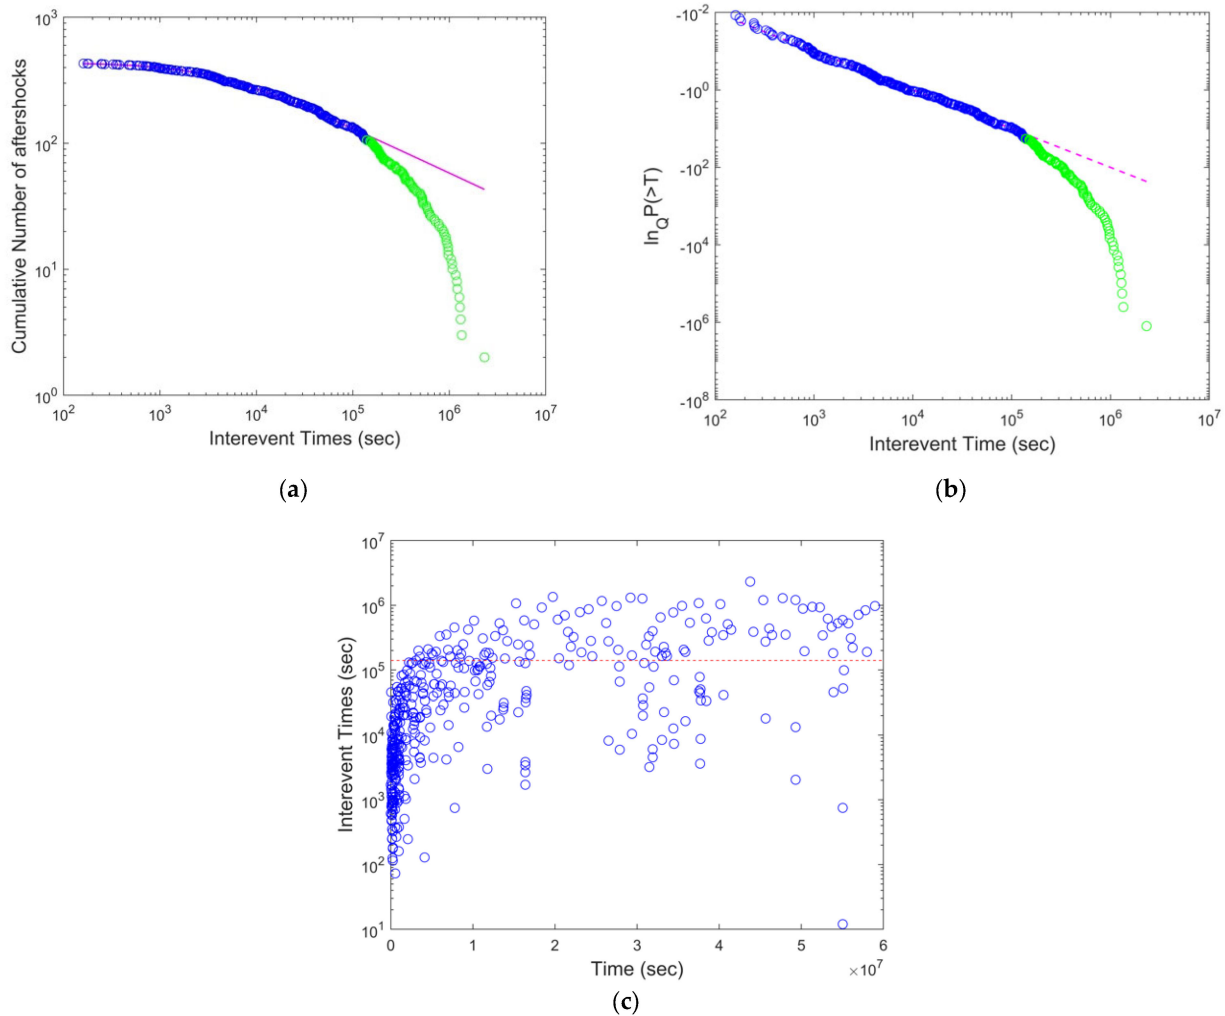 10^3
10^2
10^1
10^0
Cumulative Number of aftershocks
10^2 10^3 10^4 10^5 10^6 10^7
Interevent Times (sec)
(a)
-10^-2
-10^0
-10^2
-10^4
-10^6
-10^8
ln_Q P(>T)
10^2 10^3 10^4 10^5 10^6 10^7
Interevent Time (sec)
(b)
10^7
10^6
10^5
10^4
10^3
10^2
10^1
Interevent Times (sec)
0 1 2 3 4 5 6
Time (sec)
×10^7
(c)